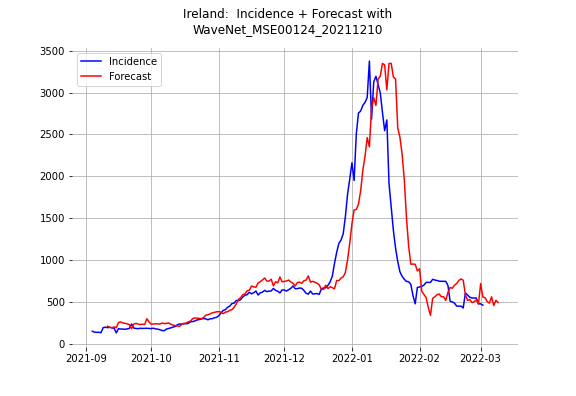 Ireland:  Incidence + Forecast with
WaveNet_MSE00124_20211210
Incidence
Forecast
3500
3000
2500
2000
1500
1000
500
0
2021-09 2021-10 2021-11 2021-12 2022-01 2022-02 2022-03